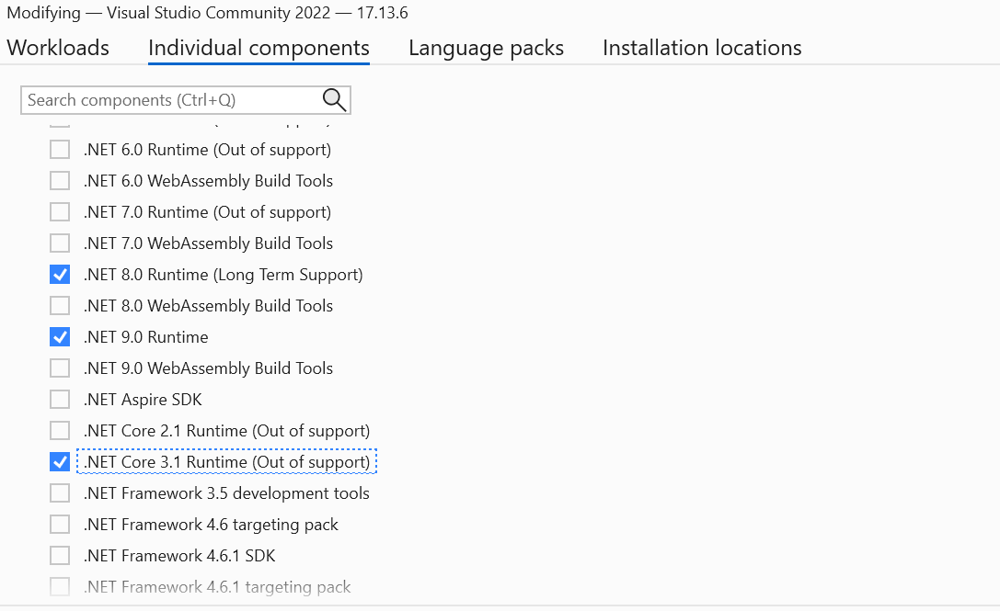 Modifying — Visual Studio Community 2022 — 17.13.6
Workloads Individual components Language packs Installation locations
Search components (Ctrl+Q)
.NET 6.0 Runtime (Out of support)
.NET 6.0 WebAssembly Build Tools
.NET 7.0 Runtime (Out of support)
.NET 7.0 WebAssembly Build Tools
.NET 8.0 Runtime (Long Term Support)
.NET 8.0 WebAssembly Build Tools
.NET 9.0 Runtime
.NET 9.0 WebAssembly Build Tools
.NET Aspire SDK
.NET Core 2.1 Runtime (Out of support)
.NET Core 3.1 Runtime (Out of support)
.NET Framework 3.5 development tools
.NET Framework 4.6 targeting pack
.NET Framework 4.6.1 SDK
.NET Framework 4.6.1 targeting pack